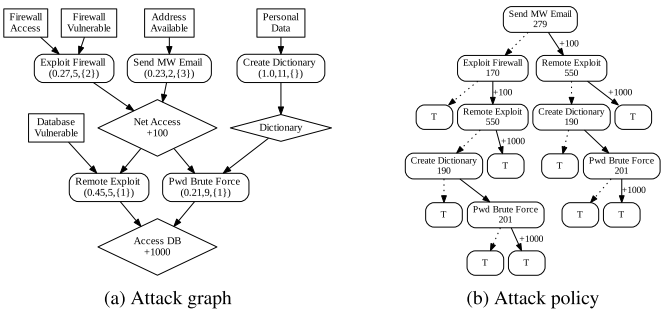 Firewall
Access
Firewall
Vulnerable
Address
Available
Personal
Data
Exploit Firewall
(0.27,5,{2})
Send MW Email
(0.23,2,{3})
Create Dictionary
(1.0,11,{})
Database
Vulnerable
Net Access
+100
Dictionary
Remote Exploit
(0.45,5,{1})
Pwd Brute Force
(0.21,9,{1})
Access DB
+1000
(a) Attack graph
Send MW Email
279
+100
Exploit Firewall
170
Remote Exploit
550
+100
+1000
T
Remote Exploit
550
Create Dictionary
190
T
+1000
Create Dictionary
190
T
T
Pwd Brute Force
201
+1000
T
Pwd Brute Force
201
T
T
+1000
T
T
(b) Attack policy